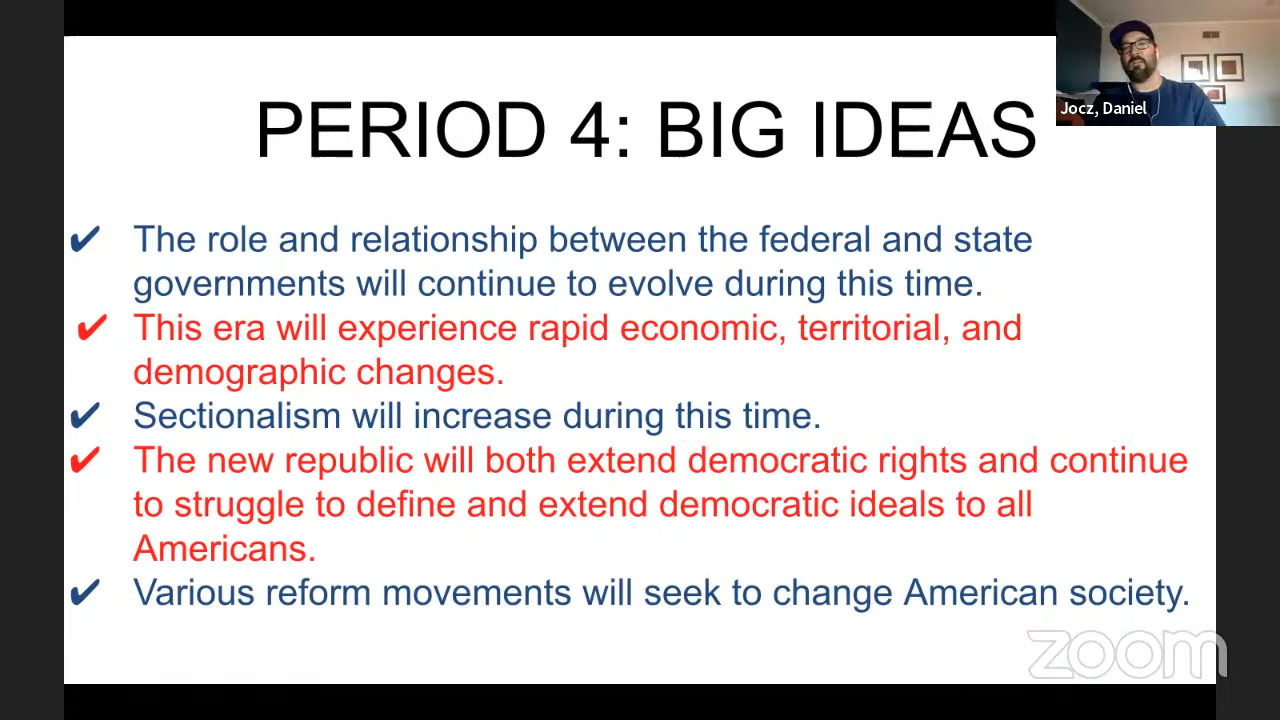 Jocz, Daniel
PERIOD 4: BIG IDEAS
✔ The role and relationship between the federal and state
governments will continue to evolve during this time.
✔ This era will experience rapid economic, territorial, and
demographic changes.
✔ Sectionalism will increase during this time.
✔ The new republic will both extend democratic rights and continue
to struggle to define and extend democratic ideals to all
Americans.
✔ Various reform movements will seek to change American society.
zoom